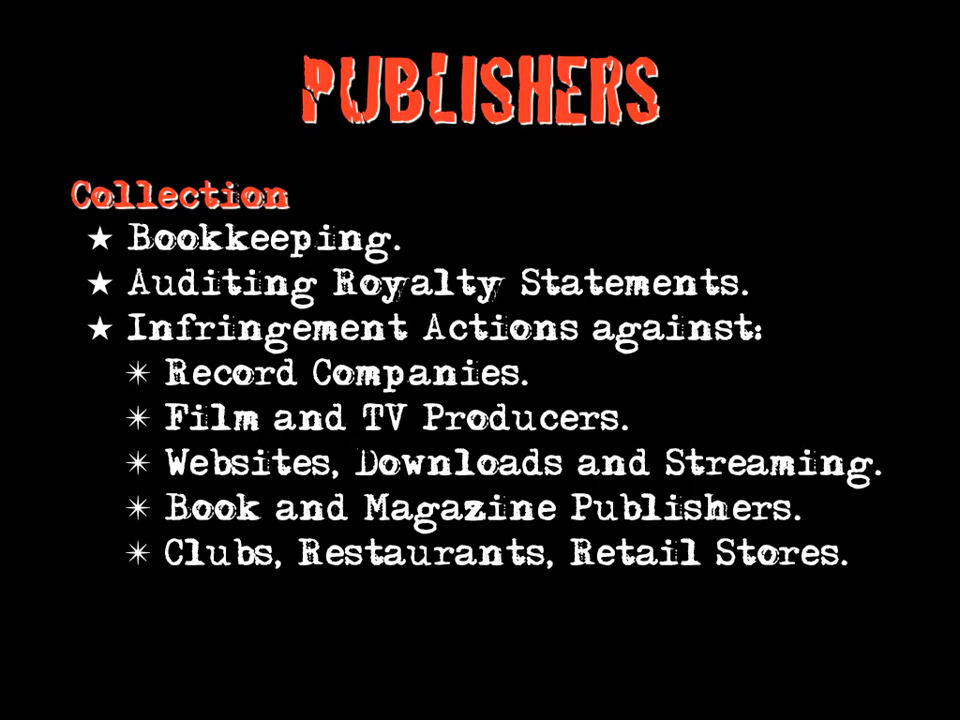 PUBLISHERS
Collection
★ Bookkeeping.
★ Auditing Royalty Statements.
★ Infringement Actions against:
✴ Record Companies.
✴ Film and TV Producers.
✴ Websites, Downloads and Streaming.
✴ Book and Magazine Publishers.
✴ Clubs, Restaurants, Retail Stores.